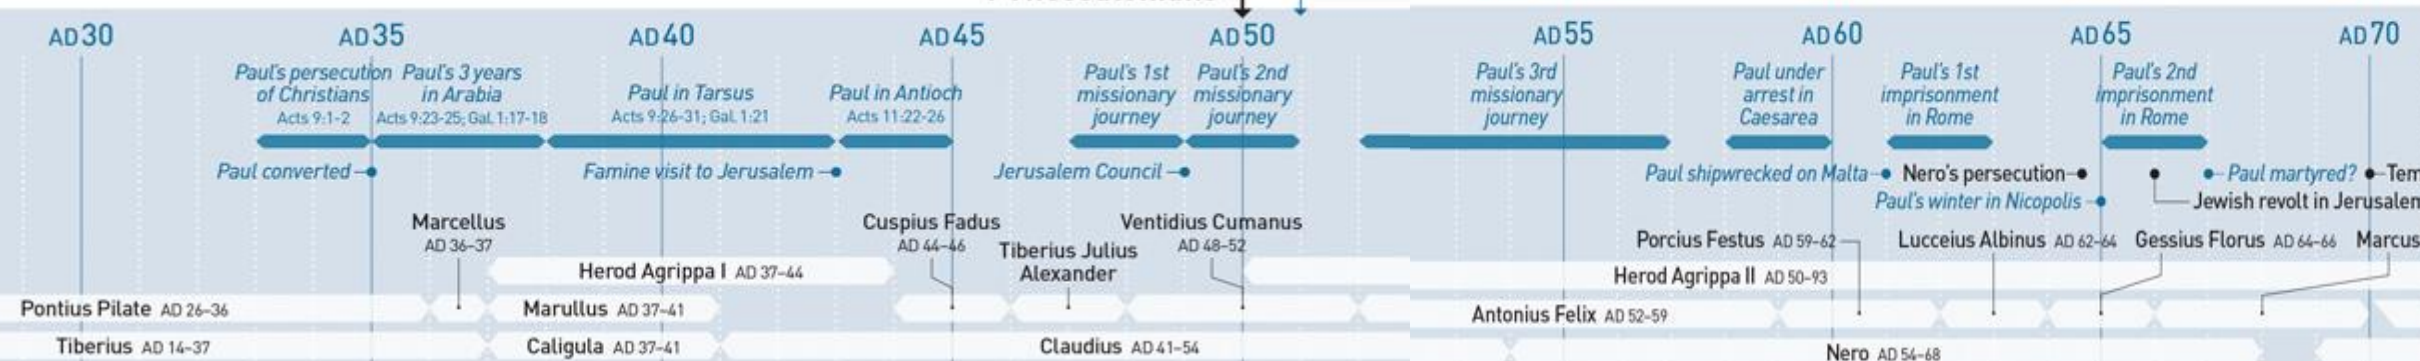 AD30 AD35 AD40 AD45 AD50 AD55 AD60 AD65 AD70
Paul's persecution
of Christians
Acts 9:1-2
Paul's 3 years
in Arabia
Acts 9:23-25; Gal. 1:17-18
Paul in Tarsus
Acts 9:26-31; Gal. 1:21
Paul in Antioch
Acts 11:22-26
Paul's 1st
missionary
journey
Paul's 2nd
missionary
journey
Paul's 3rd
missionary
journey
Paul under
arrest in
Caesarea
Paul's 1st
imprisonment
in Rome
Paul's 2nd
imprisonment
in Rome
Paul converted
Famine visit to Jerusalem
Jerusalem Council
Paul shipwrecked on Malta
Nero's persecution
Paul martyred?
Tem
Paul's winter in Nicopolis
Jewish revolt in Jerusalem
Marcellus
AD 36–37
Cuspius Fadus
AD 44–46
Tiberius Julius
Alexander
Ventidius Cumanus
AD 48–52
Porcius Festus AD 59–62
Lucceius Albinus AD 62–64
Gessius Florus AD 64–66
Marcus
Herod Agrippa I AD 37–44
Herod Agrippa II AD 50–93
Pontius Pilate AD 26–36
Marullus AD 37–41
Antonius Felix AD 52–59
Tiberius AD 14–37
Caligula AD 37–41
Claudius AD 41–54
Nero AD 54–68